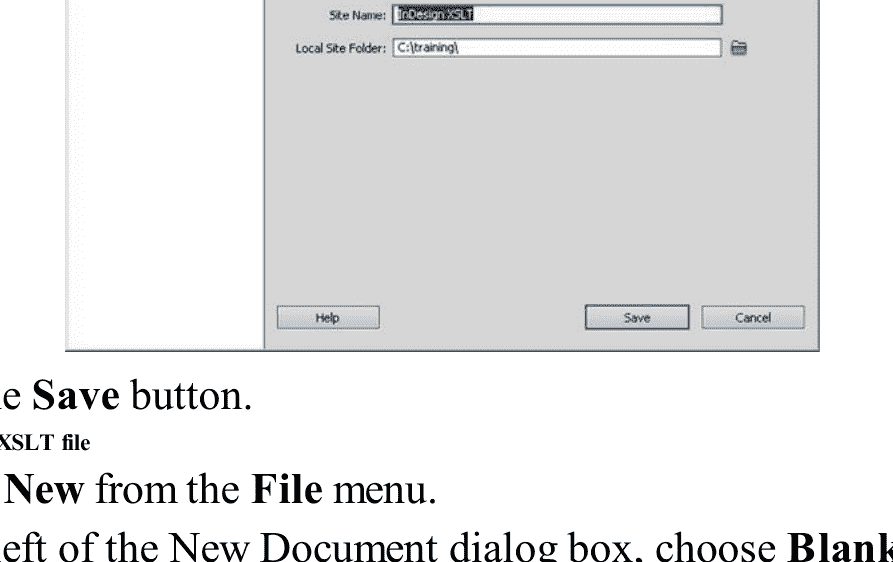 Site Name: InDesign XSLT
Local Site Folder: C:\training\
Help Save Cancel
e Save button.
XSLT file
New from the File menu.
left of the New Document dialog box, choose Blank